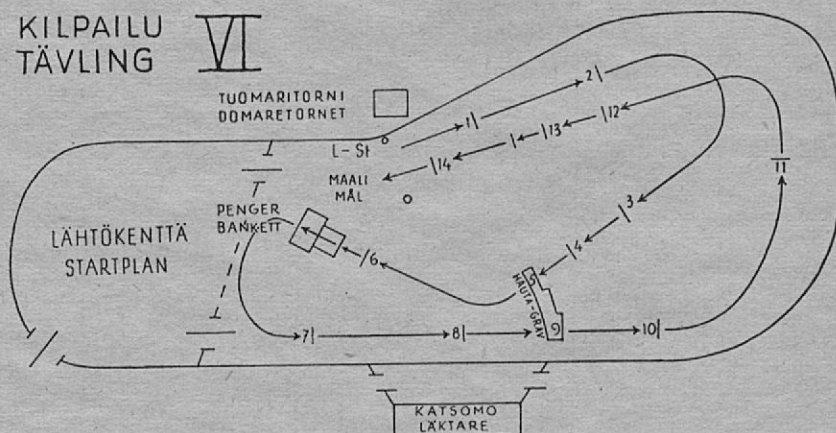 KILPAILU
TÄVLING
VI
TUOMARITORNI
DOMARETORNET
L-St
MAALI
MÅL
PENGER
BANKETT
LÄHTÖKENTTÄ
STARTPLAN
1
2
3
4
5
HAUTA-GRAV
6
7
8
9
10
11
12
13
14
KATSOMO
LÄKTARE